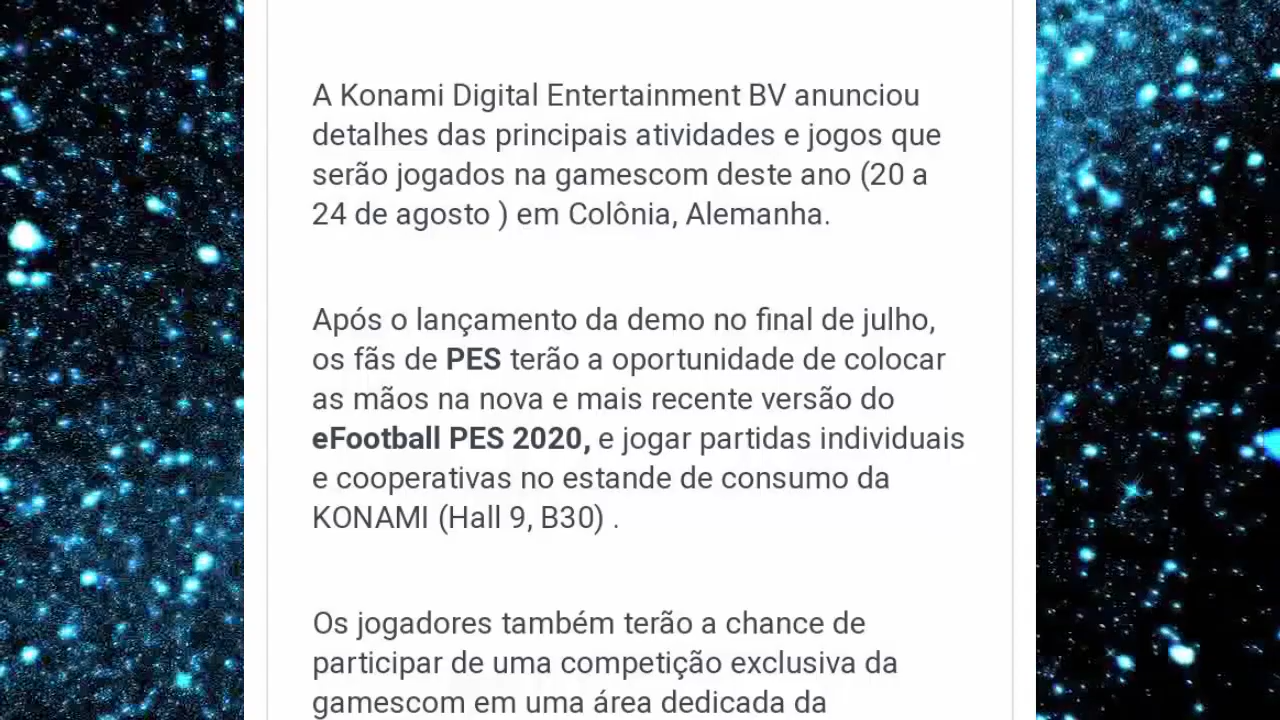 A Konami Digital Entertainment BV anunciou
detalhes das principais atividades e jogos que
serão jogados na gamescom deste ano (20 a
24 de agosto ) em Colônia, Alemanha.
Após o lançamento da demo no final de julho,
os fãs de PES terão a oportunidade de colocar
as mãos na nova e mais recente versão do
eFootball PES 2020, e jogar partidas individuais
e cooperativas no estande de consumo da
KONAMI (Hall 9, B30) .
Os jogadores também terão a chance de
participar de uma competição exclusiva da
gamescom em uma área dedicada da